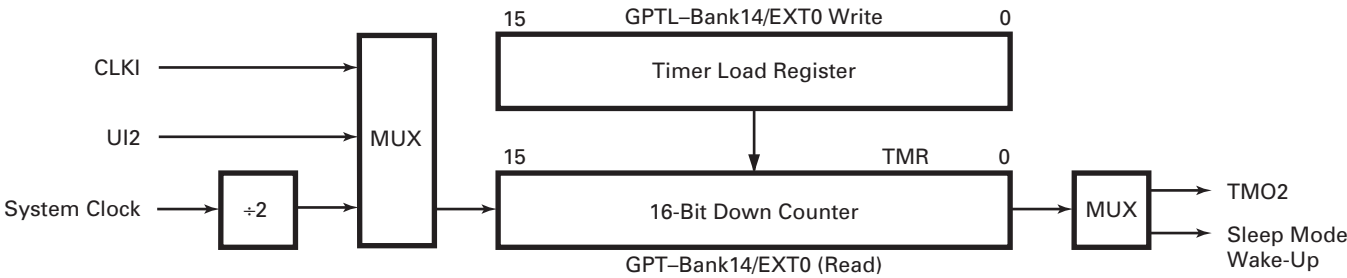 15 GPTL–Bank14/EXT0 Write 0
CLKI
Timer Load Register
UI2
MUX
15 TMR 0
System Clock
÷2
16-Bit Down Counter
MUX
TMO2
Sleep Mode
Wake-Up
GPT–Bank14/EXT0 (Read)